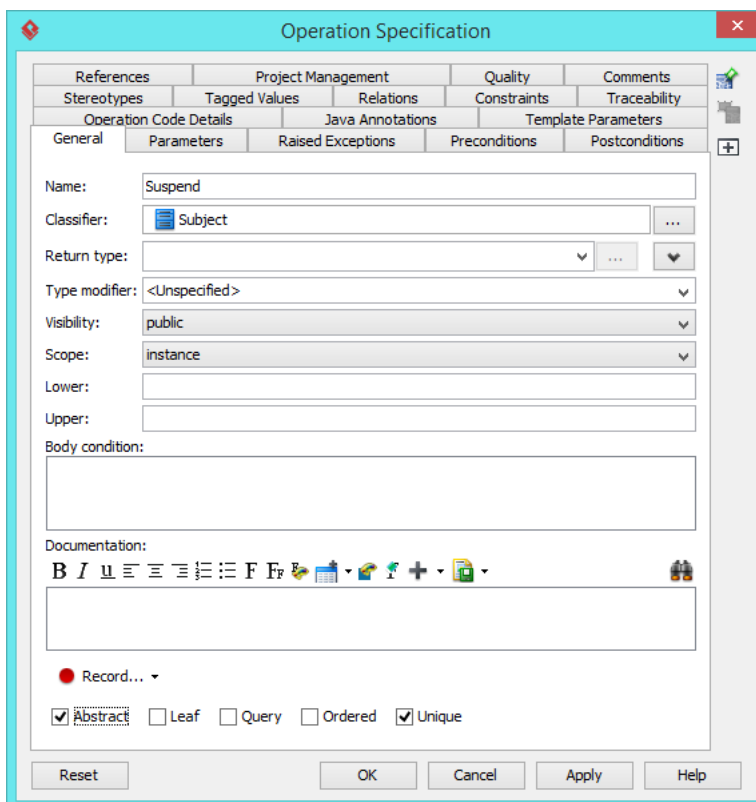 Operation Specification
References Project Management Quality Comments
Stereotypes Tagged Values Relations Constraints Traceability
Operation Code Details Java Annotations Template Parameters
General Parameters Raised Exceptions Preconditions Postconditions
Name: Suspend
Classifier: Subject ...
Return type: ...
Type modifier: <Unspecified>
Visibility: public
Scope: instance
Lower:
Upper:
Body condition:
Documentation:
B I u F FF
Record...
Abstract Leaf Query Ordered Unique
Reset OK Cancel Apply Help